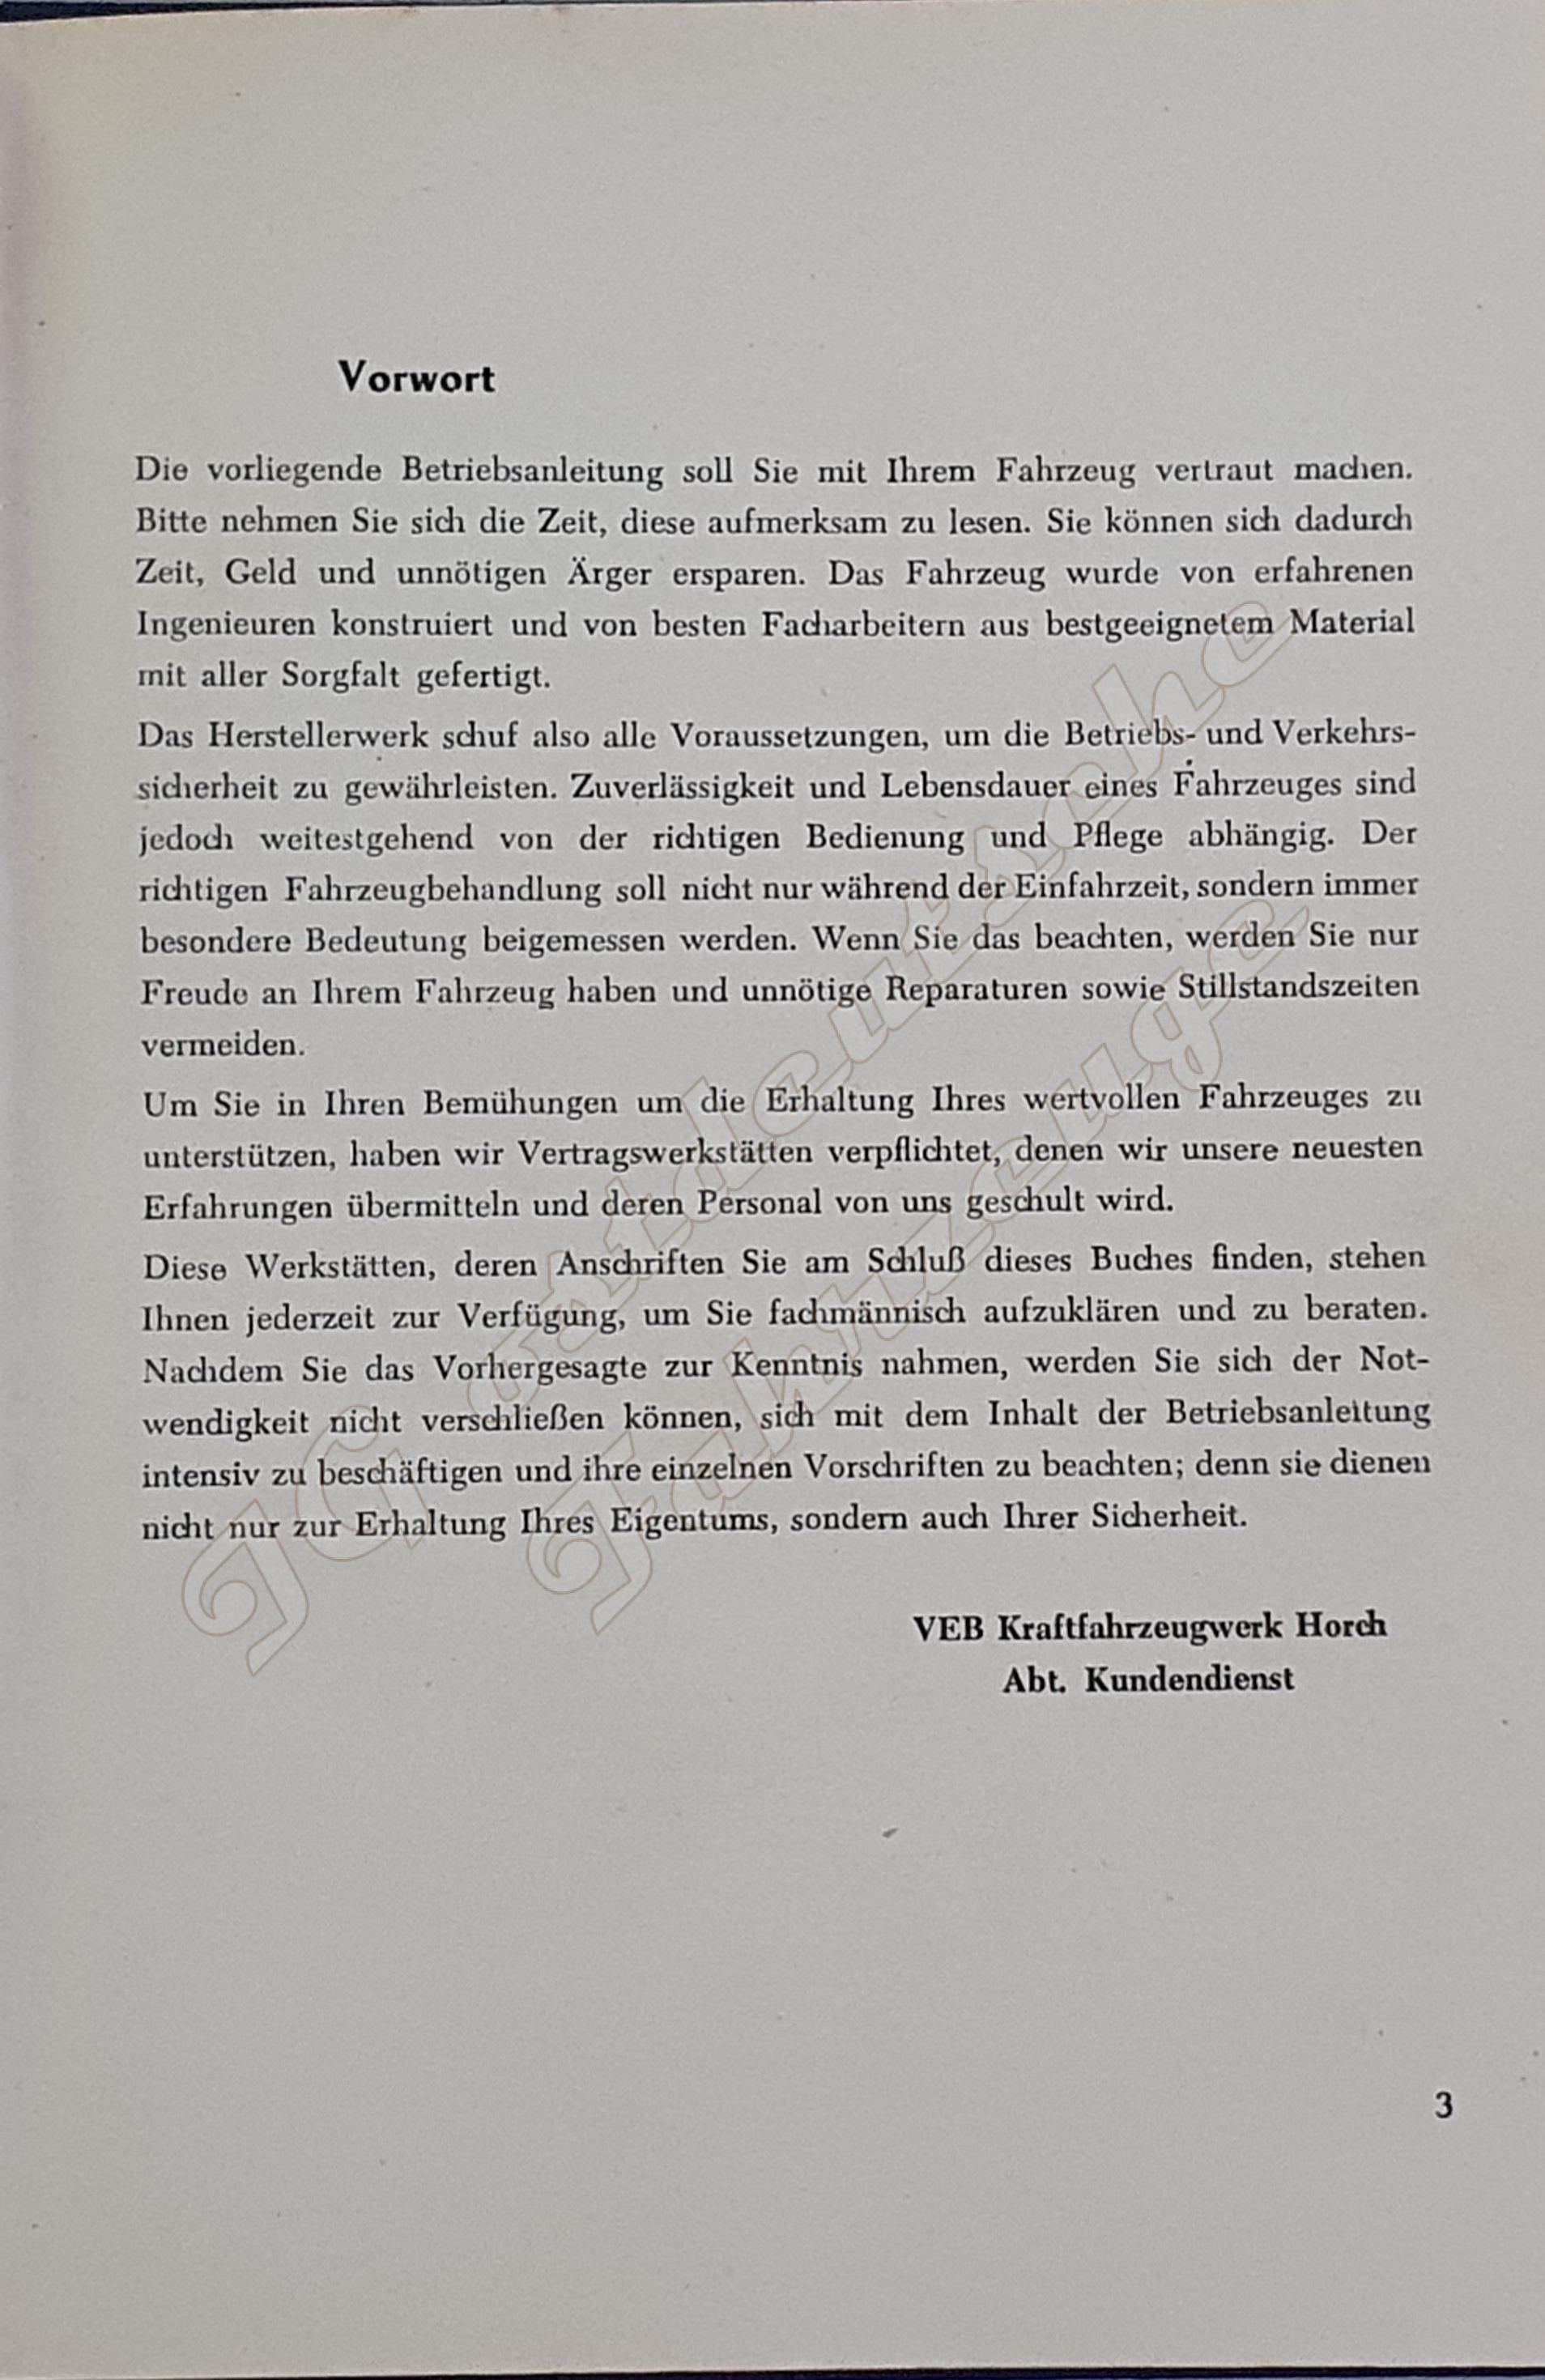 Vorwort
Die vorliegende Betriebsanleitung soll Sie mit Ihrem Fahrzeug vertraut machen.
Bitte nehmen Sie sich die Zeit, diese aufmerksam zu lesen. Sie können sich dadurch
Zeit, Geld und unnötigen Ärger ersparen. Das Fahrzeug wurde von erfahrenen
Ingenieuren konstruiert und von besten Facharbeitern aus bestgeeignetem Material
mit aller Sorgfalt gefertigt.
Das Herstellerwerk schuf also alle Voraussetzungen, um die Betriebs- und Verkehrs-
sicherheit zu gewährleisten. Zuverlässigkeit und Lebensdauer eines Fahrzeuges sind
jedoch weitestgehend von der richtigen Bedienung und Pflege abhängig. Der
richtigen Fahrzeugbehandlung soll nicht nur während der Einfahrzeit, sondern immer
besondere Bedeutung beigemessen werden. Wenn Sie das beachten, werden Sie nur
Freude an Ihrem Fahrzeug haben und unnötige Reparaturen sowie Stillstandszeiten
vermeiden.
Um Sie in Ihren Bemühungen um die Erhaltung Ihres wertvollen Fahrzeuges zu
unterstützen, haben wir Vertragswerkstätten verpflichtet, denen wir unsere neuesten
Erfahrungen übermitteln und deren Personal von uns geschult wird.
Diese Werkstätten, deren Anschriften Sie am Schluß dieses Buches finden, stehen
Ihnen jederzeit zur Verfügung, um Sie fachmännisch aufzuklären und zu beraten.
Nachdem Sie das Vorhergesagte zur Kenntnis nahmen, werden Sie sich der Not-
wendigkeit nicht verschließen können, sich mit dem Inhalt der Betriebsanleitung
intensiv zu beschäftigen und ihre einzelnen Vorschriften zu beachten; denn sie dienen
nicht nur zur Erhaltung Ihres Eigentums, sondern auch Ihrer Sicherheit.
VEB Kraftfahrzeugwerk Horch
Abt. Kundendienst
3
IG Ostdeutsche
Fahrzeuge